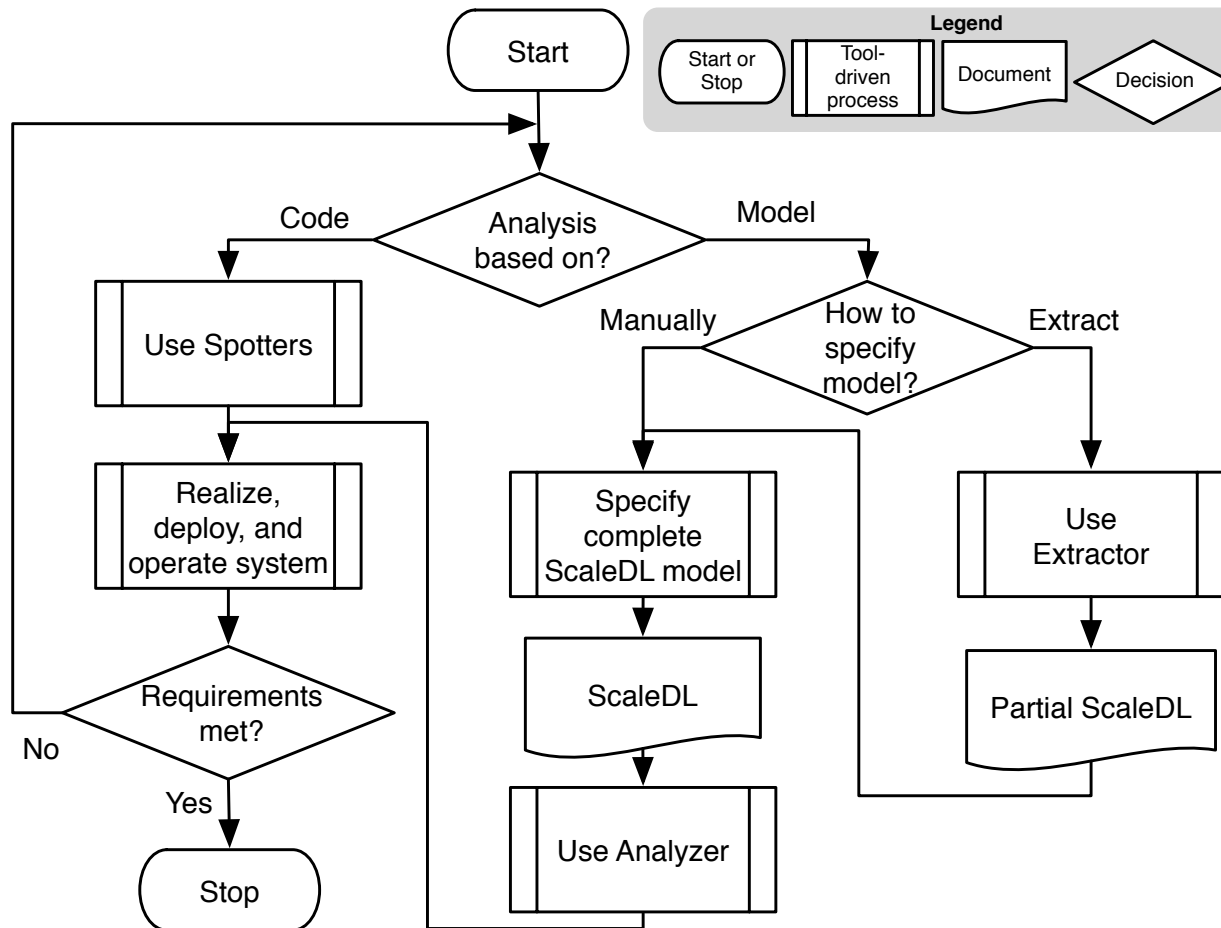 Start
Legend
Start or
Stop
Tool-
driven
process
Document
Decision
Code
Analysis
based on?
Model
Use Spotters
Manually
How to
specify
model?
Extract
Realize,
deploy, and
operate system
Specify
complete
ScaleDL model
Use
Extractor
Requirements
met?
No
Yes
ScaleDL
Partial ScaleDL
Stop
Use Analyzer